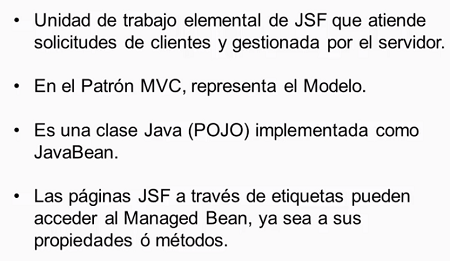 • Unidad de trabajo elemental de JSF que atiende
solicitudes de clientes y gestionada por el servidor.
• En el Patrón MVC, representa el Modelo.
• Es una clase Java (POJO) implementada como
JavaBean.
• Las páginas JSF a través de etiquetas pueden
acceder al Managed Bean, ya sea a sus
propiedades ó métodos.